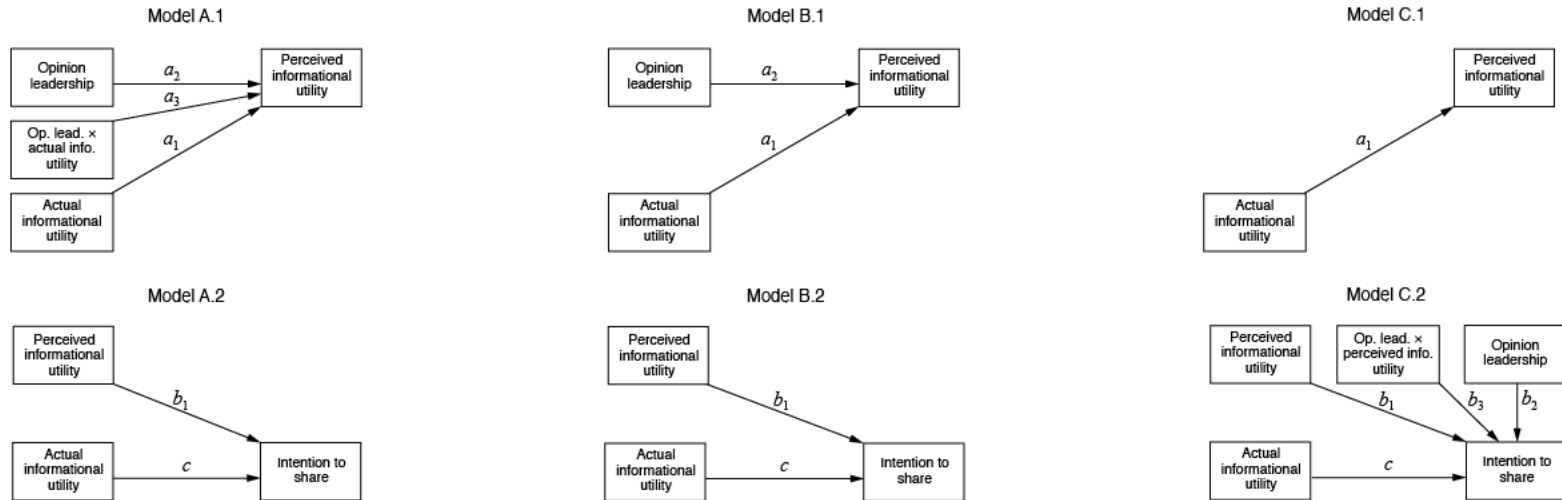 Model A.1
Opinion
leadership
a2
a3
Op. lead. ×
actual info.
utility
a1
Actual
informational
utility
Perceived
informational
utility
Model B.1
Opinion
leadership
a2
a1
Actual
informational
utility
Perceived
informational
utility
Model C.1
Perceived
informational
utility
a1
Actual
informational
utility
Model A.2
Perceived
informational
utility
b1
Actual
informational
utility
c
Intention to
share
Model B.2
Perceived
informational
utility
b1
Actual
informational
utility
c
Intention to
share
Model C.2
Perceived
informational
utility
Op. lead. ×
perceived info.
utility
Opinion
leadership
b1
b3
b2
Actual
informational
utility
c
Intention to
share